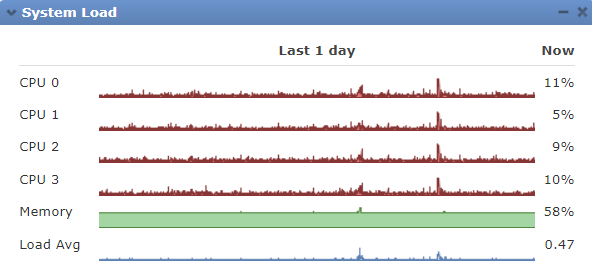 System Load
Last 1 day Now
CPU 0 11%
CPU 1 5%
CPU 2 9%
CPU 3 10%
Memory 58%
Load Avg 0.47